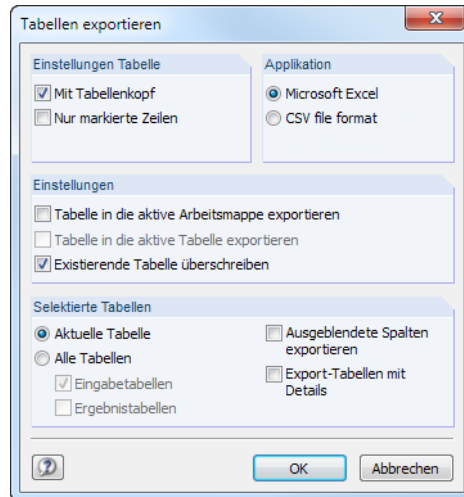 Tabellen exportieren
Einstellungen Tabelle
Mit Tabellenkopf
Nur markierte Zeilen
Applikation
Microsoft Excel
CSV file format
Einstellungen
Tabelle in die aktive Arbeitsmappe exportieren
Tabelle in die aktive Tabelle exportieren
Existierende Tabelle überschreiben
Selektierte Tabellen
Aktuelle Tabelle
Alle Tabellen
Eingabetabellen
Ergebnistabellen
Ausgeblendete Spalten
exportieren
Export-Tabellen mit
Details
OK
Abbrechen